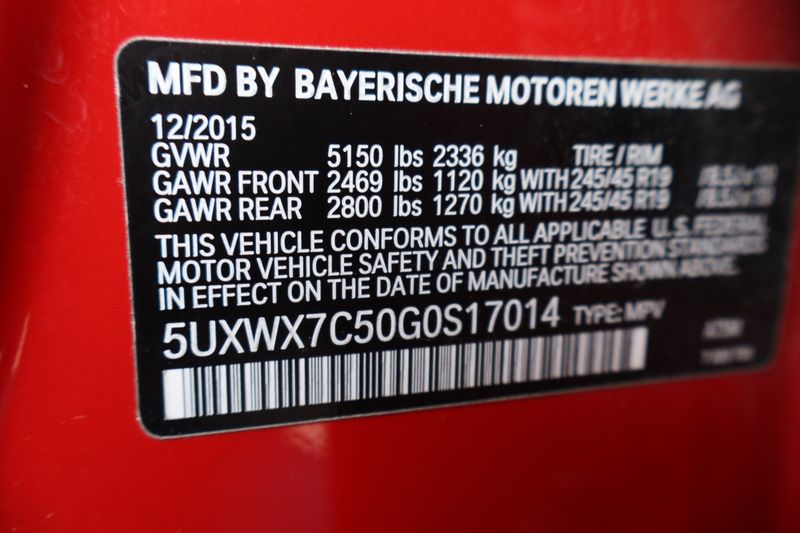 MFD BY BAYERISCHE MOTOREN WERKE AG
12/2015
GVWR 5150 lbs 2336 kg TIRE / RIM
GAWR FRONT 2469 lbs 1120 kg WITH 245/45 R19
GAWR REAR 2800 lbs 1270 kg WITH 245/45 R19
THIS VEHICLE CONFORMS TO ALL APPLICABLE U.S. FEDERAL
MOTOR VEHICLE SAFETY AND THEFT PREVENTION STANDARDS
IN EFFECT ON THE DATE OF MANUFACTURE SHOWN ABOVE.
5UXWX7C50G0S17014 TYPE: MPV